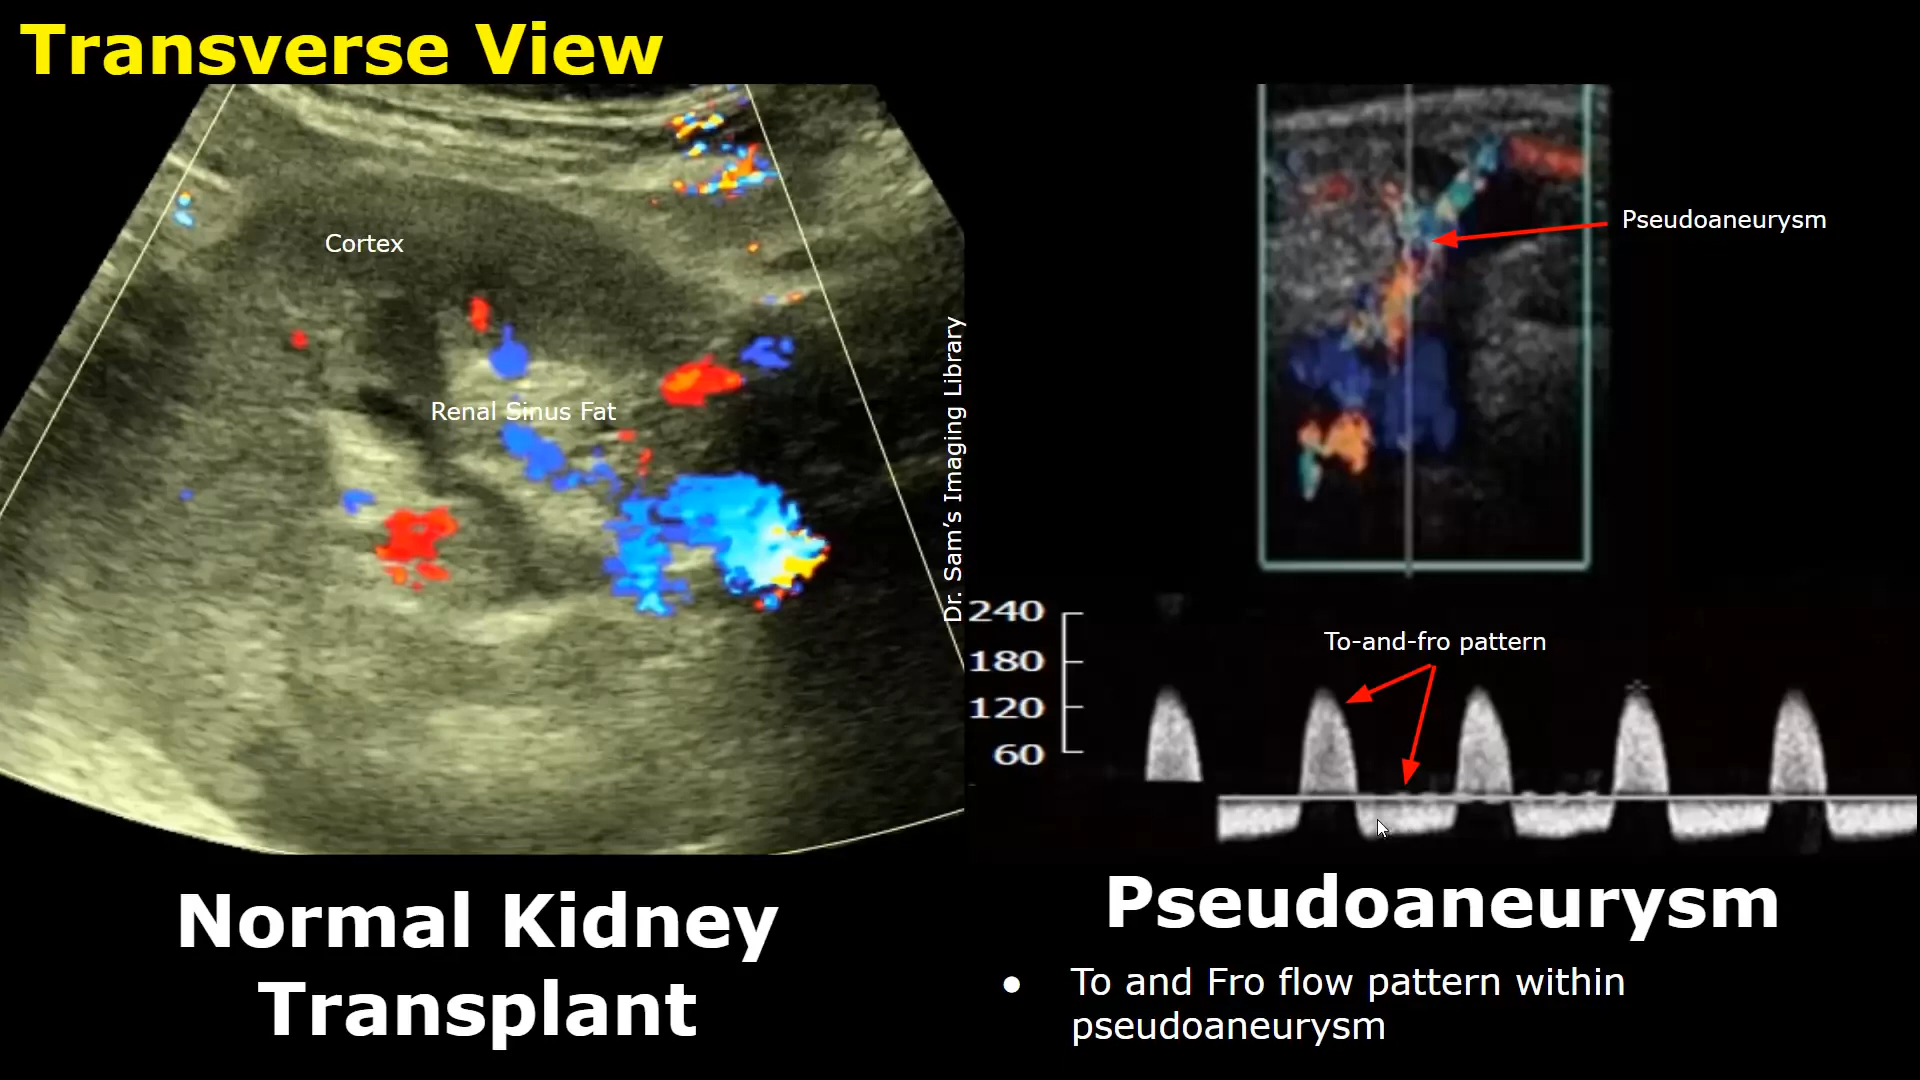 Transverse View
Cortex
Renal Sinus Fat
Dr. Sam’s Imaging Library
Pseudoaneurysm
240
180
120
60
To-and-fro pattern
Normal Kidney
Transplant
Pseudoaneurysm
● To and Fro flow pattern within
pseudoaneurysm